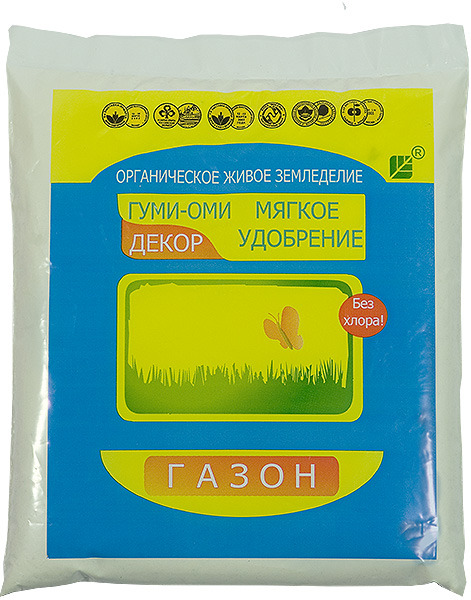 ®
ОРГАНИЧЕСКОЕ ЖИВОЕ ЗЕМЛЕДЕЛИЕ
ГУМИ-ОМИ МЯГКОЕ
ДЕКОР УДОБРЕНИЕ
Без
хлора!
ГАЗОН